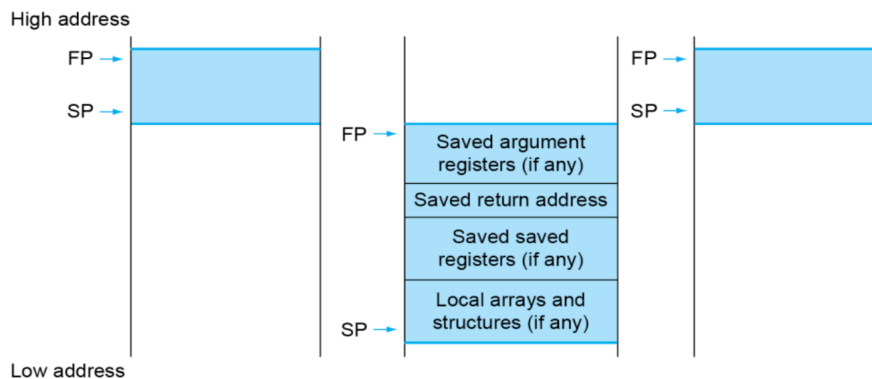 High address
FP
SP
FP
Saved argument
registers (if any)
Saved return address
Saved saved
registers (if any)
Local arrays and
structures (if any)
SP
FP
SP
Low address